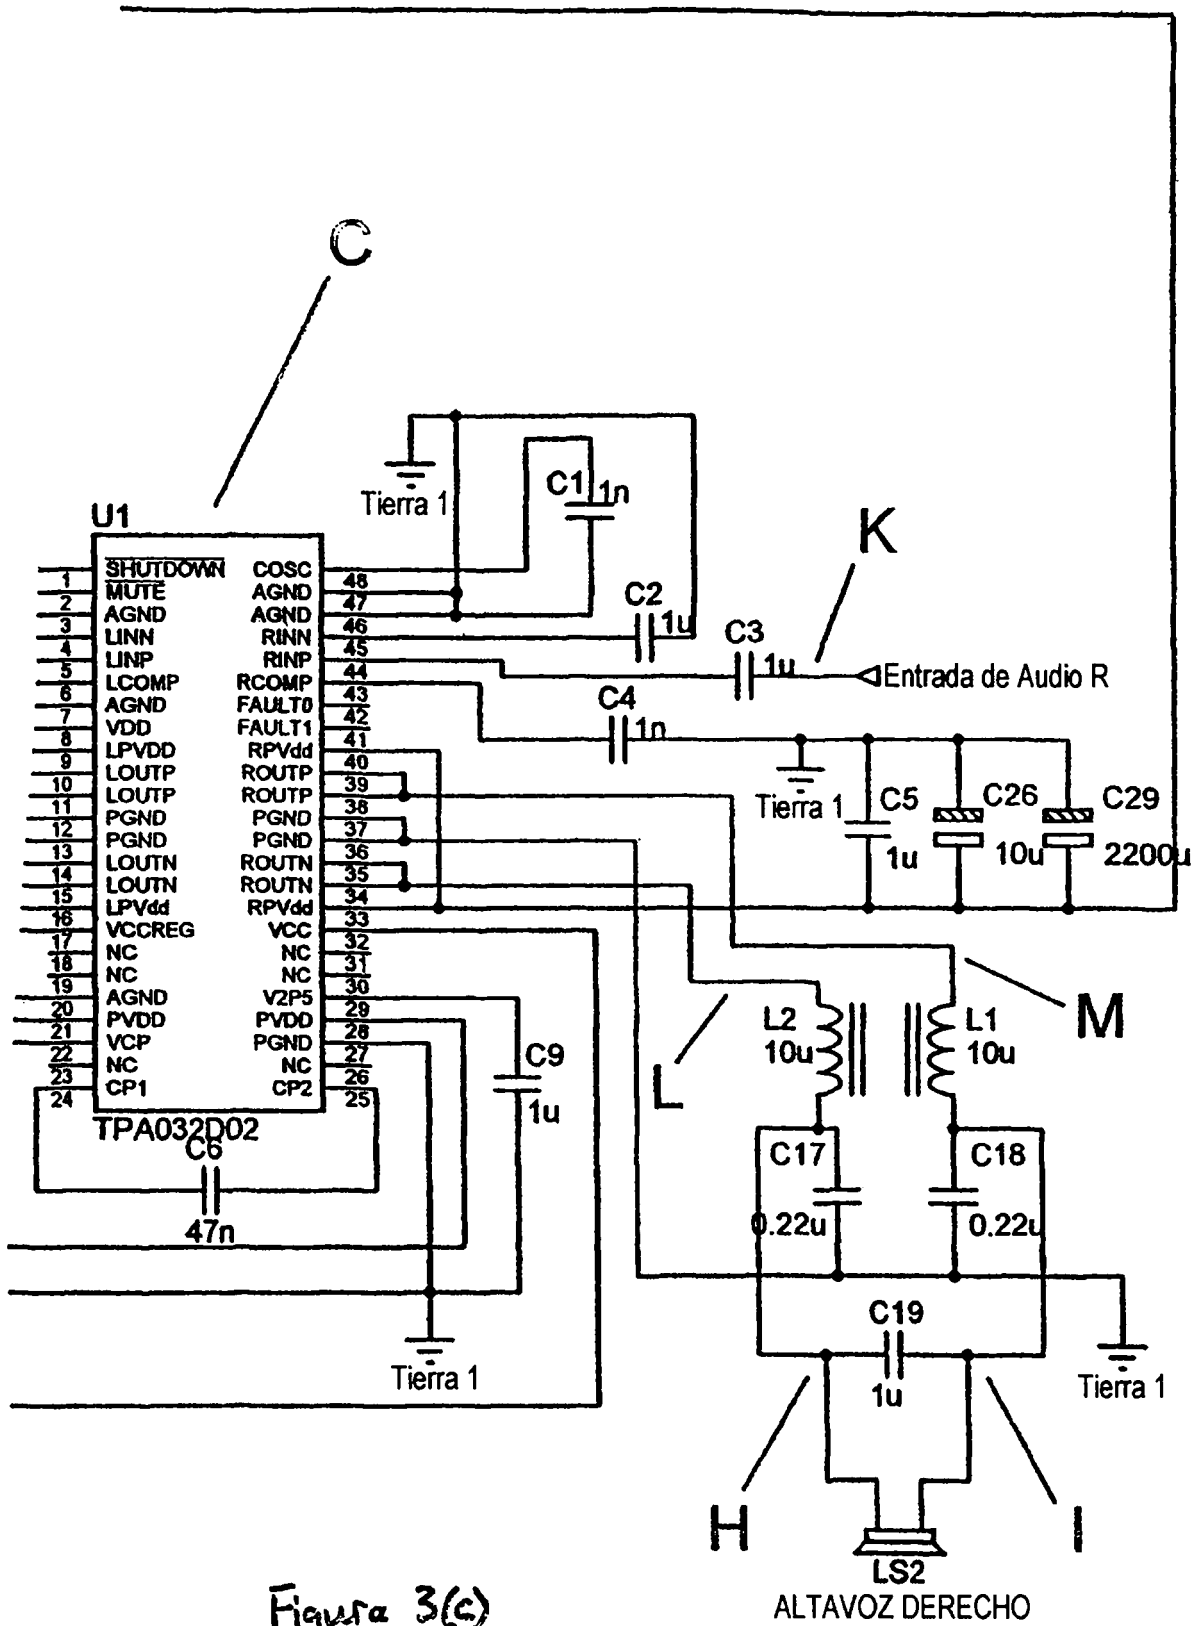 C
Tierra 1
C1
1n
U1
K
SHUTDOWN COSC
1 48
MUTE AGND
2 47
AGND AGND
3 46
LINN RINN
4 45
LINP RINP
5 44
LCOMP RCOMP
6 43
AGND FAULT0
7 42
VDD FAULT1
8 41
LPVDD RPVdd
9 40
LOUTP ROUTP
10 39
LOUTP ROUTP
11 38
PGND PGND
12 37
PGND PGND
13 36
LOUTN ROUTN
14 35
LOUTN ROUTN
15 34
LPVdd RPVdd
16 33
VCCREG VCC
17 32
NC NC
18 31
NC NC
19 30
AGND V2P5
20 29
PVDD PVDD
21 28
VCP PGND
22 27
NC NC
23 26
CP1 CP2
24 25
TPA032D02
C2
1u
C3
1u
Entrada de Audio R
C4
1n
Tierra 1
C5
1u
C26
10u
C29
2200u
M
L
L2
10u
L1
10u
C9
1u
C6
47n
C17
0.22u
C18
0.22u
C19
1u
Tierra 1
Tierra 1
H
I
LS2
ALTAVOZ DERECHO
Figura 3(c)